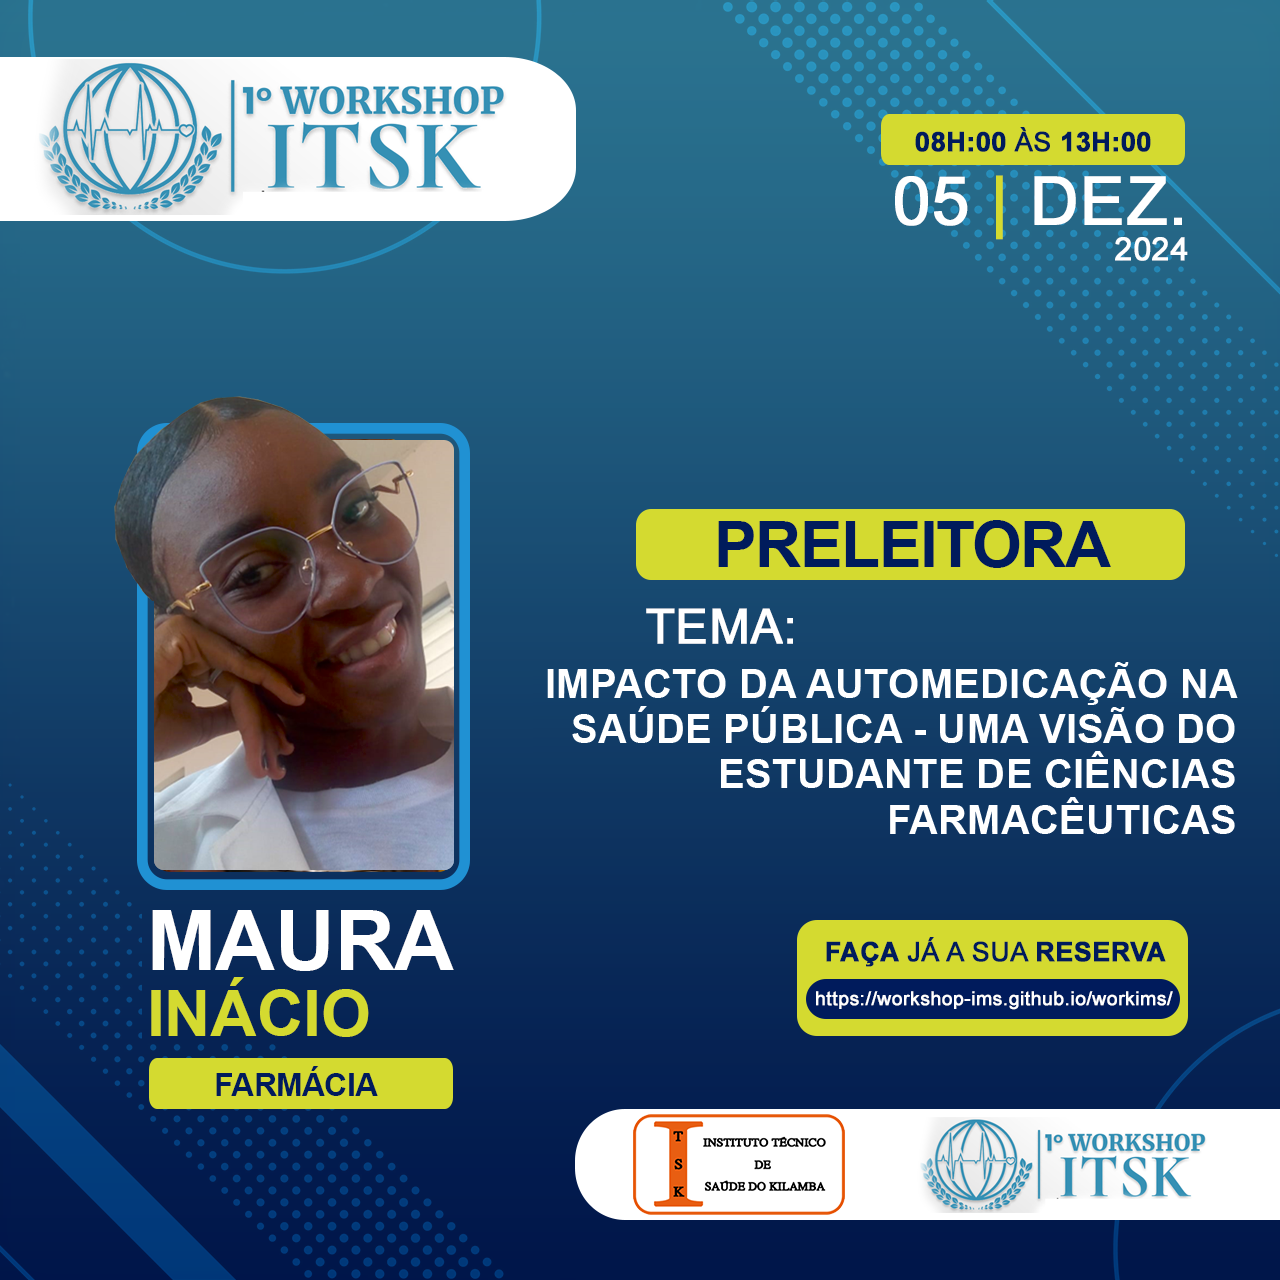 1º WORKSHOP
ITSK
08H:00 ÀS 13H:00
05 | DEZ.
2024
PRELEITORA
TEMA:
IMPACTO DA AUTOMEDICAÇÃO NA
SAÚDE PÚBLICA - UMA VISÃO DO
ESTUDANTE DE CIÊNCIAS
FARMACÊUTICAS
MAURA
INÁCIO
FARMÁCIA
FAÇA JÁ A SUA RESERVA
https://workshop-ims.github.io/workims/
ITSK
INSTITUTO TÉCNICO
DE
SAÚDE DO KILAMBA
1º WORKSHOP
ITSK